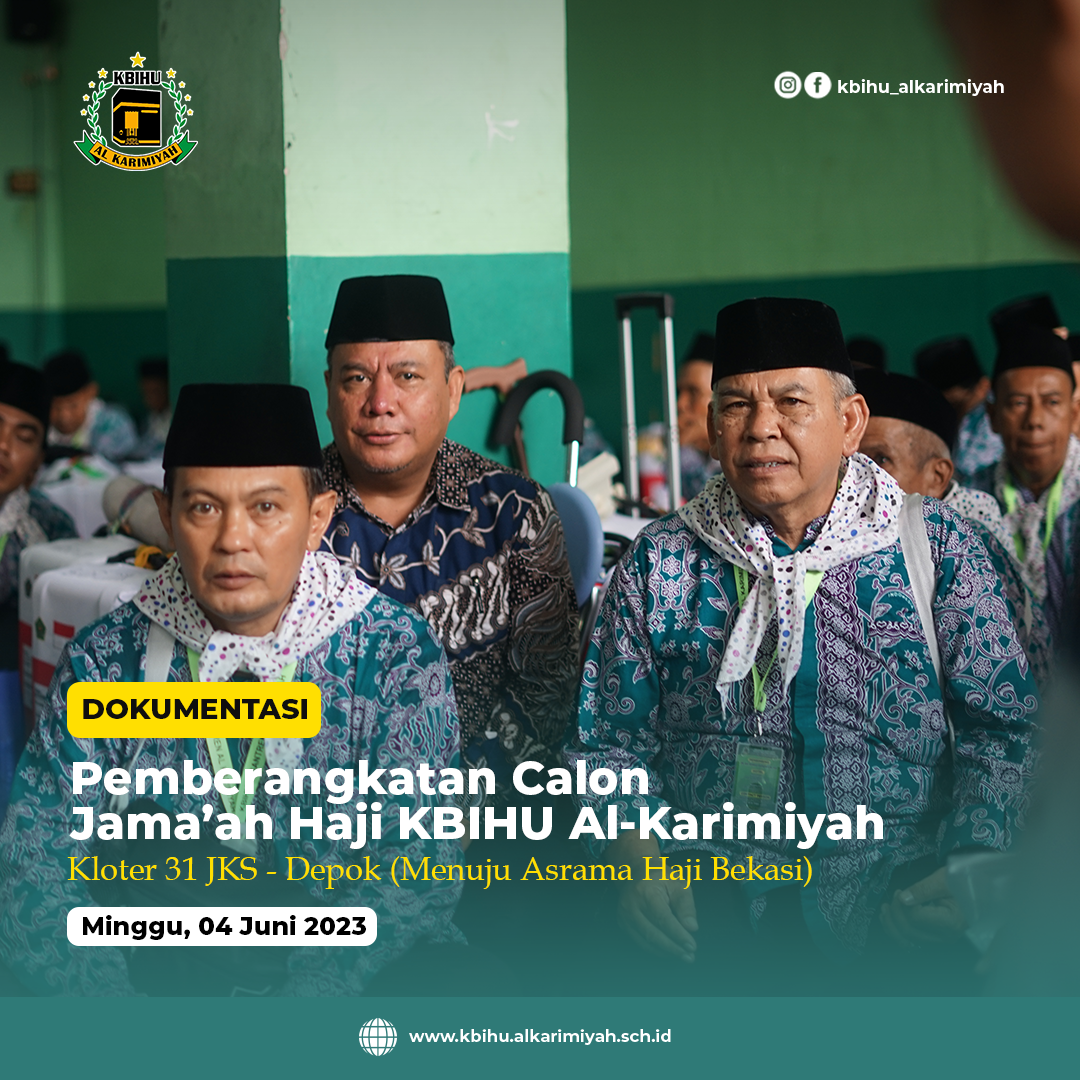 KBIHU
AL KARIMIYAH
kbihu_alkarimiyah
DOKUMENTASI
Pemberangkatan Calon
Jama’ah Haji KBIHU Al-Karimiyah
Kloter 31 JKS - Depok (Menuju Asrama Haji Bekasi)
Minggu, 04 Juni 2023
www.kbihu.alkarimiyah.sch.id